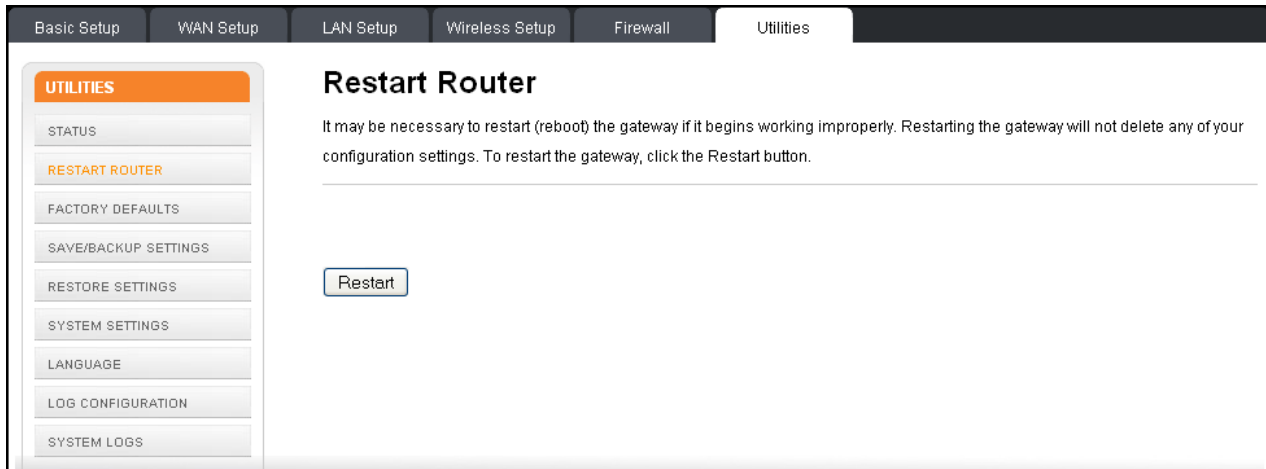 Basic Setup WAN Setup LAN Setup Wireless Setup Firewall Utilities
UTILITIES
STATUS
RESTART ROUTER
FACTORY DEFAULTS
SAVE/BACKUP SETTINGS
RESTORE SETTINGS
SYSTEM SETTINGS
LANGUAGE
LOG CONFIGURATION
SYSTEM LOGS
Restart Router
It may be necessary to restart (reboot) the gateway if it begins working improperly. Restarting the gateway will not delete any of your
configuration settings. To restart the gateway, click the Restart button.
Restart